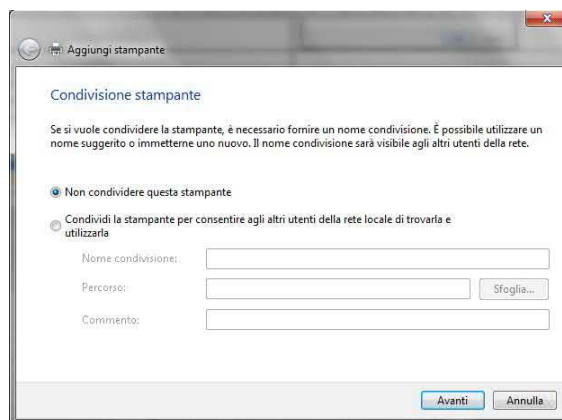 Aggiungi stampante
Condivisione stampante
Se si vuole condividere la stampante, è necessario fornire un nome condivisione. È possibile utilizzare un
nome suggerito o immetterne uno nuovo. Il nome condivisione sarà visibile agli altri utenti della rete.
Non condividere questa stampante
Condividi la stampante per consentire agli altri utenti della rete locale di trovarla e
utilizzarla
Nome condivisione:
Percorso:
Sfoglia...
Commento:
Avanti
Annulla